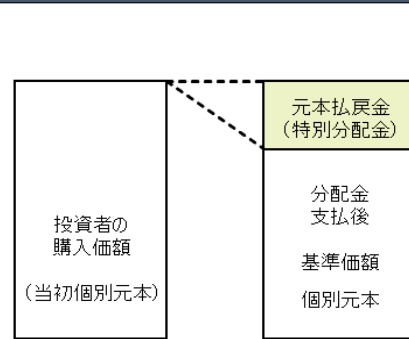 投資者の
購入価額
（当初個別元本）
元本払戻金
（特別分配金）
分配金
支払後
基準価額
個別元本